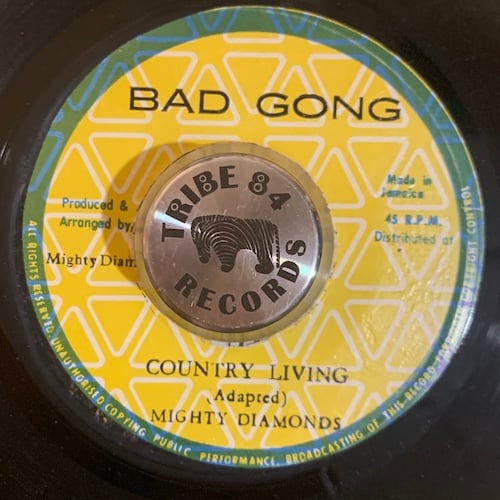 BAD GONG
TRIBE 84
RECORDS
Produced &
Arranged by
Mighty Diam
Made in
Jamaica
45 R.P.M.
Distributed at
COUNTRY LIVING
(Adapted)
MIGHTY DIAMONDS
ALL RIGHTS RESERVED UNAUTHORISED COPYING PUBLIC PERFORMANCE. BROADCASTING OF THIS RECORD